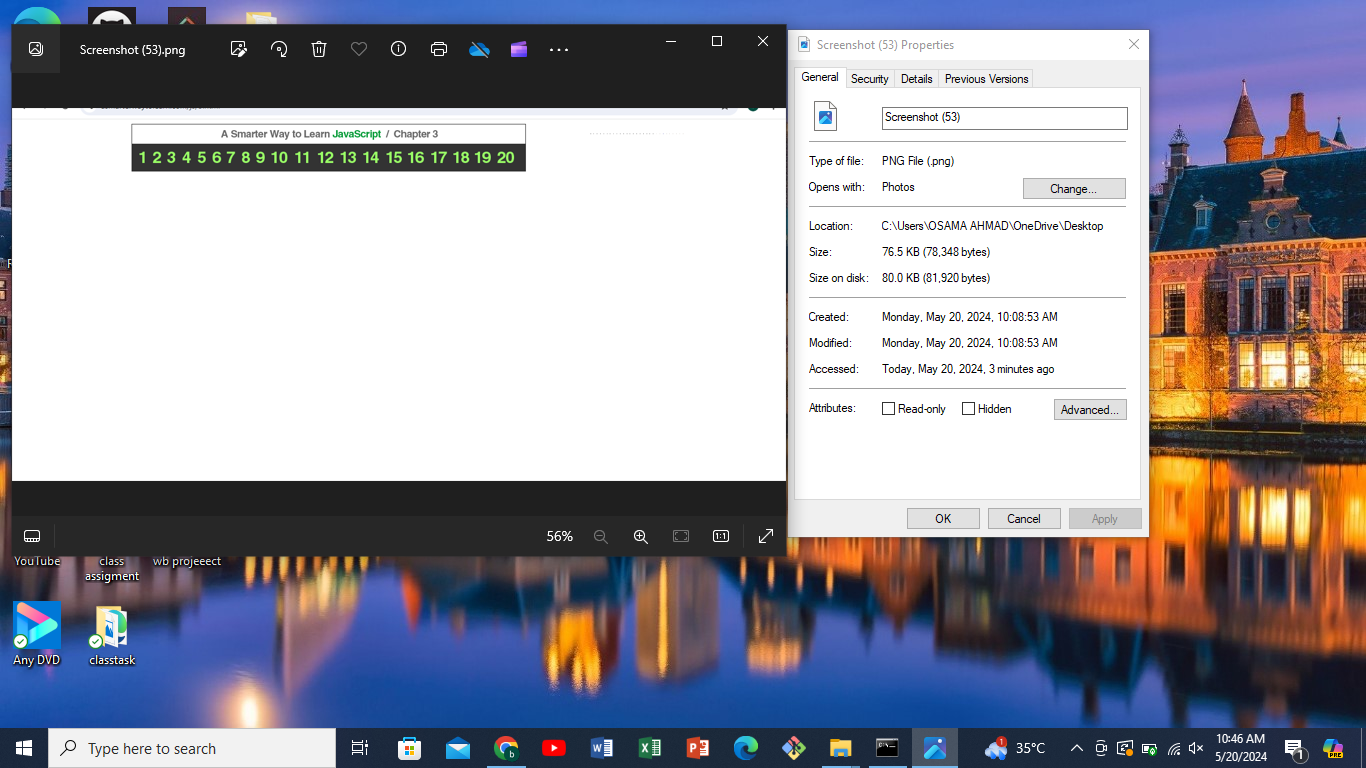 Screenshot (53).png
A Smarter Way to Learn JavaScript / Chapter 3
1 2 3 4 5 6 7 8 9 10 11 12 13 14 15 16 17 18 19 20
56%
1:1
Screenshot (53) Properties
General Security Details Previous Versions
Screenshot (53)
Type of file: PNG File (.png)
Opens with: Photos Change...
Location: C:\Users\OSAMA AHMAD\OneDrive\Desktop
Size: 76.5 KB (78,348 bytes)
Size on disk: 80.0 KB (81,920 bytes)
Created: Monday, May 20, 2024, 10:08:53 AM
Modified: Monday, May 20, 2024, 10:08:53 AM
Accessed: Today, May 20, 2024, 3 minutes ago
Attributes: Read-only Hidden Advanced...
OK Cancel Apply
YouTube
class
assigment
wb projeect
Any DVD
classtask
Type here to search
1
35°C
10:46 AM
5/20/2024
1
PRE